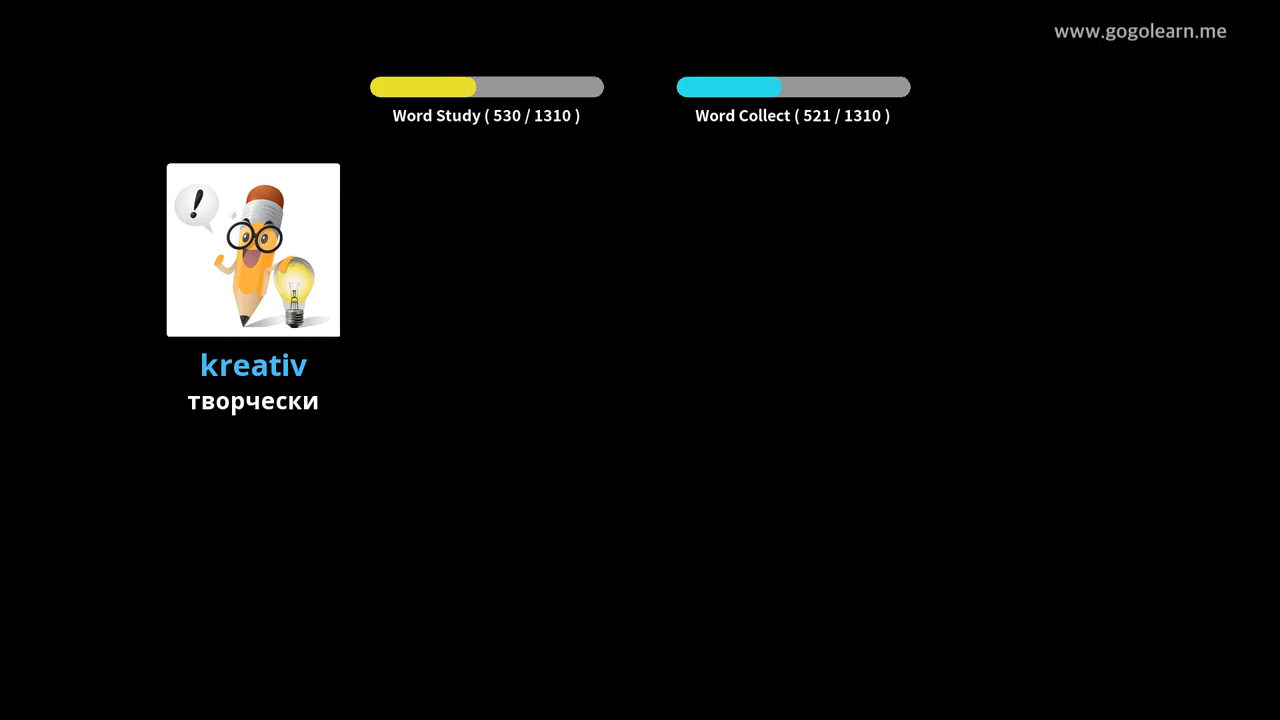 www.gogolearn.me
Word Study ( 530 / 1310 )
Word Collect ( 521 / 1310 )
!
kreativ
творчески